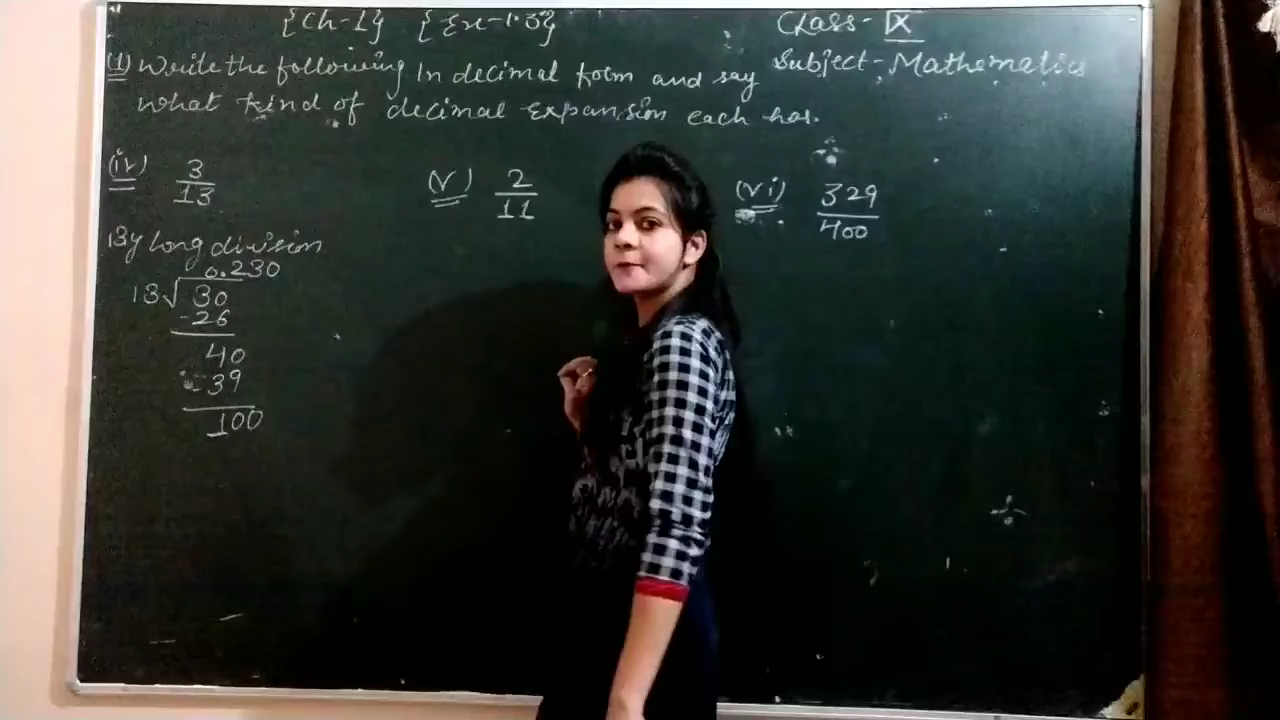 {Ch-1} {Ex-1.3}
Class- IX
Subject-Mathematics
(1) Write the following In decimal form and say
what kind of decimal expansion each has.
(iv) 3/13
(v) 2/11
(vi) 329/400
By long division
0.230
13√30
-26
40
-39
100